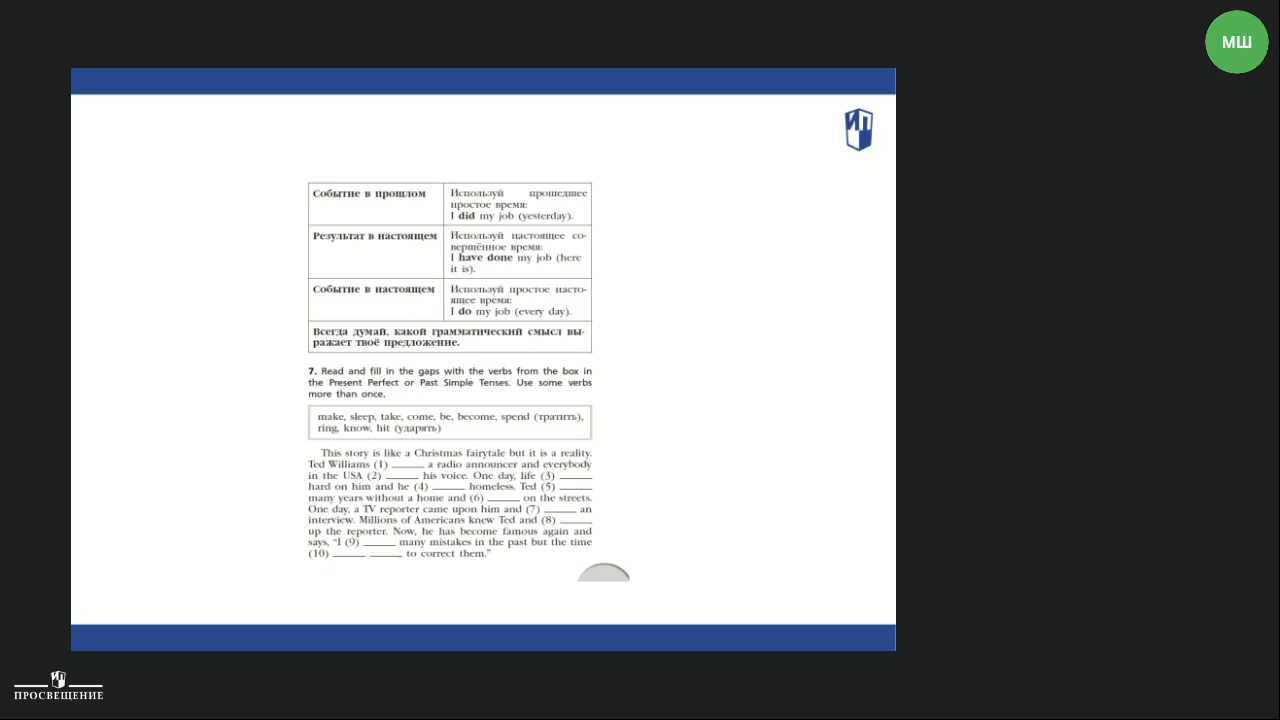 МШ
ИП
Событие в прошлом
Используй прошедшее
простое время:
I did my job (yesterday).
Результат в настоящем
Используй настоящее со-
вершённое время:
I have done my job (here
it is).
Событие в настоящем
Используй простое насто-
ящее время:
I do my job (every day).
Всегда думай, какой грамматический смысл вы-
ражает твоё предложение.
7. Read and fill in the gaps with the verbs from the box in
the Present Perfect or Past Simple Tenses. Use some verbs
more than once.
make, sleep, take, come, be, become, spend (тратить),
ring, know, hit (ударять)
This story is like a Christmas fairytale but it is a reality.
Ted Williams (1) ______ a radio announcer and everybody
in the USA (2) ______ his voice. One day, life (3) ______
hard on him and he (4) ______ homeless. Ted (5) ______
many years without a home and (6) ______ on the streets.
One day, a TV reporter came upon him and (7) ______ an
interview. Millions of Americans knew Ted and (8) ______
up the reporter. Now, he has become famous again and
says, “I (9) ______ many mistakes in the past but the time
(10) ______ ______ to correct them.”
ПРОСВЕЩЕНИЕ